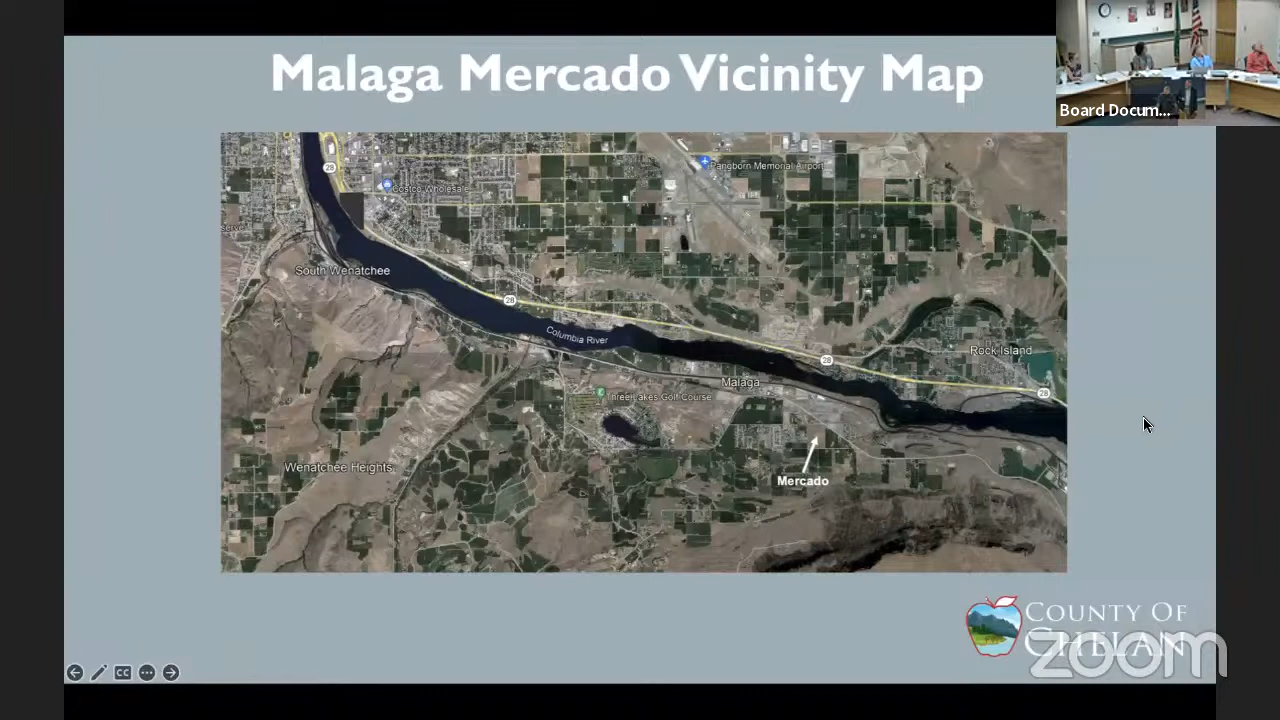 Malaga Mercado Vicinity Map
Board Docum...
28
Pangborn Memorial Airport
Costco Wholesale
South Wenatchee
28
Columbia River
28
Rock Island
Malaga
28
Three Lakes Golf Course
Wenatchee Heights
Mercado
COUNTY OF
CHELAN
zoom
CC